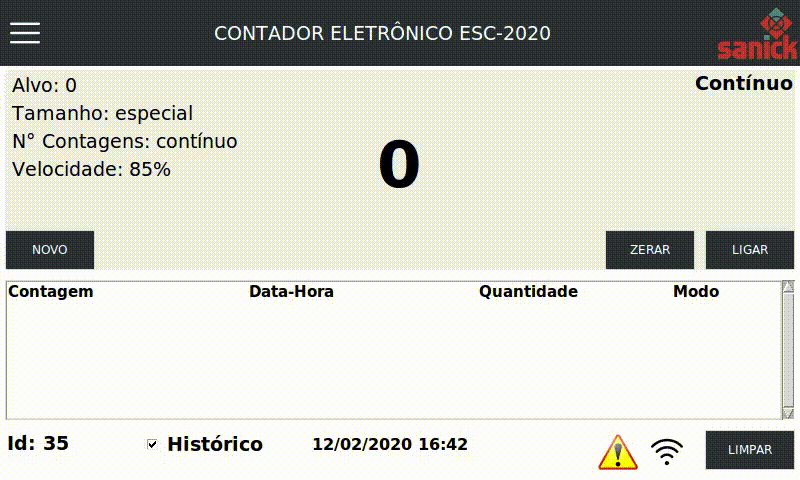 CONTADOR ELETRÔNICO ESC-2020
sanick
Alvo: 0
Contínuo
Tamanho: especial
N° Contagens: contínuo
Velocidade: 85%
0
NOVO
ZERAR
LIGAR
Contagem Data-Hora Quantidade Modo
Id: 35
Histórico
12/02/2020 16:42
LIMPAR